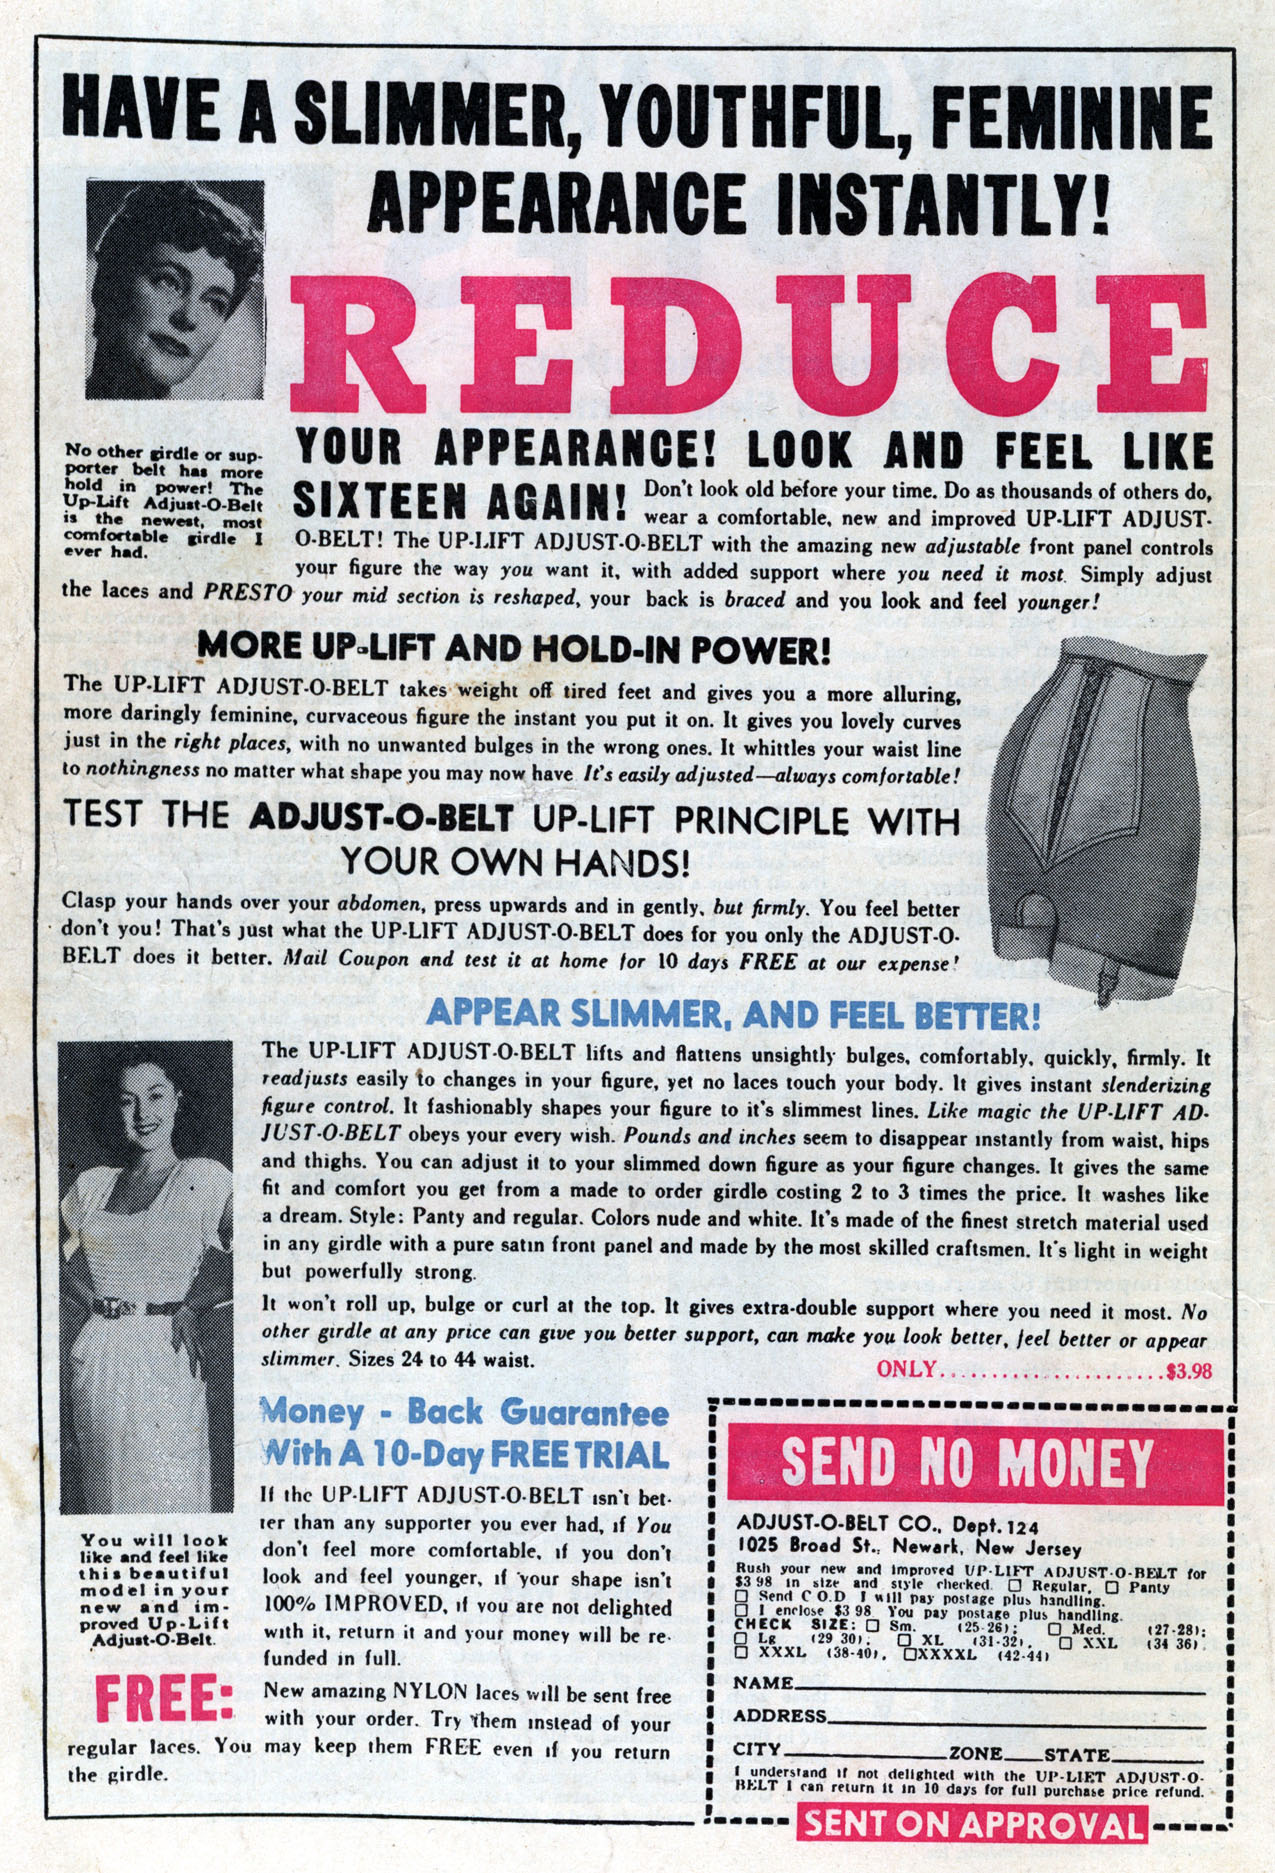 HAVE A SLIMMER, YOUTHFUL, FEMININE
APPEARANCE INSTANTLY!
REDUCE
No other girdle or sup-
porter belt has more
hold in power! The
Up-Lift Adjust-O-Belt
is the newest, most
comfortable girdle I
ever had.
YOUR APPEARANCE! LOOK AND FEEL LIKE
SIXTEEN AGAIN! Don't look old before your time. Do as thousands of others do,
wear a comfortable, new and improved UP-LIFT ADJUST-
O-BELT! The UP-LIFT ADJUST-O-BELT with the amazing new adjustable front panel controls
your figure the way you want it, with added support where you need it most. Simply adjust
the laces and PRESTO your mid section is reshaped, your back is braced and you look and feel younger!
MORE UP-LIFT AND HOLD-IN POWER!
The UP-LIFT ADJUST-O-BELT takes weight off tired feet and gives you a more alluring,
more daringly feminine, curvaceous figure the instant you put it on. It gives you lovely curves
just in the right places, with no unwanted bulges in the wrong ones. It whittles your waist line
to nothingness no matter what shape you may now have. It's easily adjusted—always comfortable!
TEST THE ADJUST-O-BELT UP-LIFT PRINCIPLE WITH
YOUR OWN HANDS!
Clasp your hands over your abdomen, press upwards and in gently, but firmly. You feel better
don't you! That's just what the UP-LIFT ADJUST-O-BELT does for you only the ADJUST-O-
BELT does it better. Mail Coupon and test it at home for 10 days FREE at our expense!
APPEAR SLIMMER, AND FEEL BETTER!
The UP-LIFT ADJUST-O-BELT lifts and flattens unsightly bulges, comfortably, quickly, firmly. It
readjusts easily to changes in your figure, yet no laces touch your body. It gives instant slenderizing
figure control. It fashionably shapes your figure to it's slimmest lines. Like magic the UP-LIFT AD-
JUST-O-BELT obeys your every wish. Pounds and inches seem to disappear instantly from waist, hips
and thighs. You can adjust it to your slimmed down figure as your figure changes. It gives the same
fit and comfort you get from a made to order girdle costing 2 to 3 times the price. It washes like
a dream. Style: Panty and regular. Colors nude and white. It's made of the finest stretch material used
in any girdle with a pure satin front panel and made by the most skilled craftsmen. It's light in weight
but powerfully strong.
It won't roll up, bulge or curl at the top. It gives extra-double support where you need it most. No
other girdle at any price can give you better support, can make you look better, feel better or appear
slimmer. Sizes 24 to 44 waist.
ONLY......................$3.98
You will look
like and feel like
this beautiful
model in your
new and im-
proved Up-Lift
Adjust-O-Belt.
Money - Back Guarantee
With A 10-Day FREE TRIAL
If the UP-LIFT ADJUST-O-BELT isn't bet-
ter than any supporter you ever had, if You
don't feel more comfortable, if you don't
look and feel younger, if your shape isn't
100% IMPROVED, if you are not delighted
with it, return it and your money will be re-
funded in full.
FREE: New amazing NYLON laces will be sent free
with your order. Try them instead of your
regular laces. You may keep them FREE even if you return
the girdle.
SEND NO MONEY
ADJUST-O-BELT CO., Dept. 124
1025 Broad St., Newark, New Jersey
Rush your new and improved UP-LIFT ADJUST-O-BELT for
$3 98 in size and style checked. ☐ Regular, ☐ Panty
☐ Send C O.D I will pay postage plus handling.
☐ I enclose $3 98 You pay postage plus handling.
CHECK SIZE: ☐ Sm. (25-26); ☐ Med. (27-28);
☐ Lg (29 30); ☐ XL (31-32), ☐ XXL (34 36).
☐ XXXL (38-40), ☐XXXXL (42-44)
NAME
ADDRESS
CITY ZONE STATE
I understand if not delighted with the UP-LIFT ADJUST-O-
BELT I can return it in 10 days for full purchase price refund.
SENT ON APPROVAL